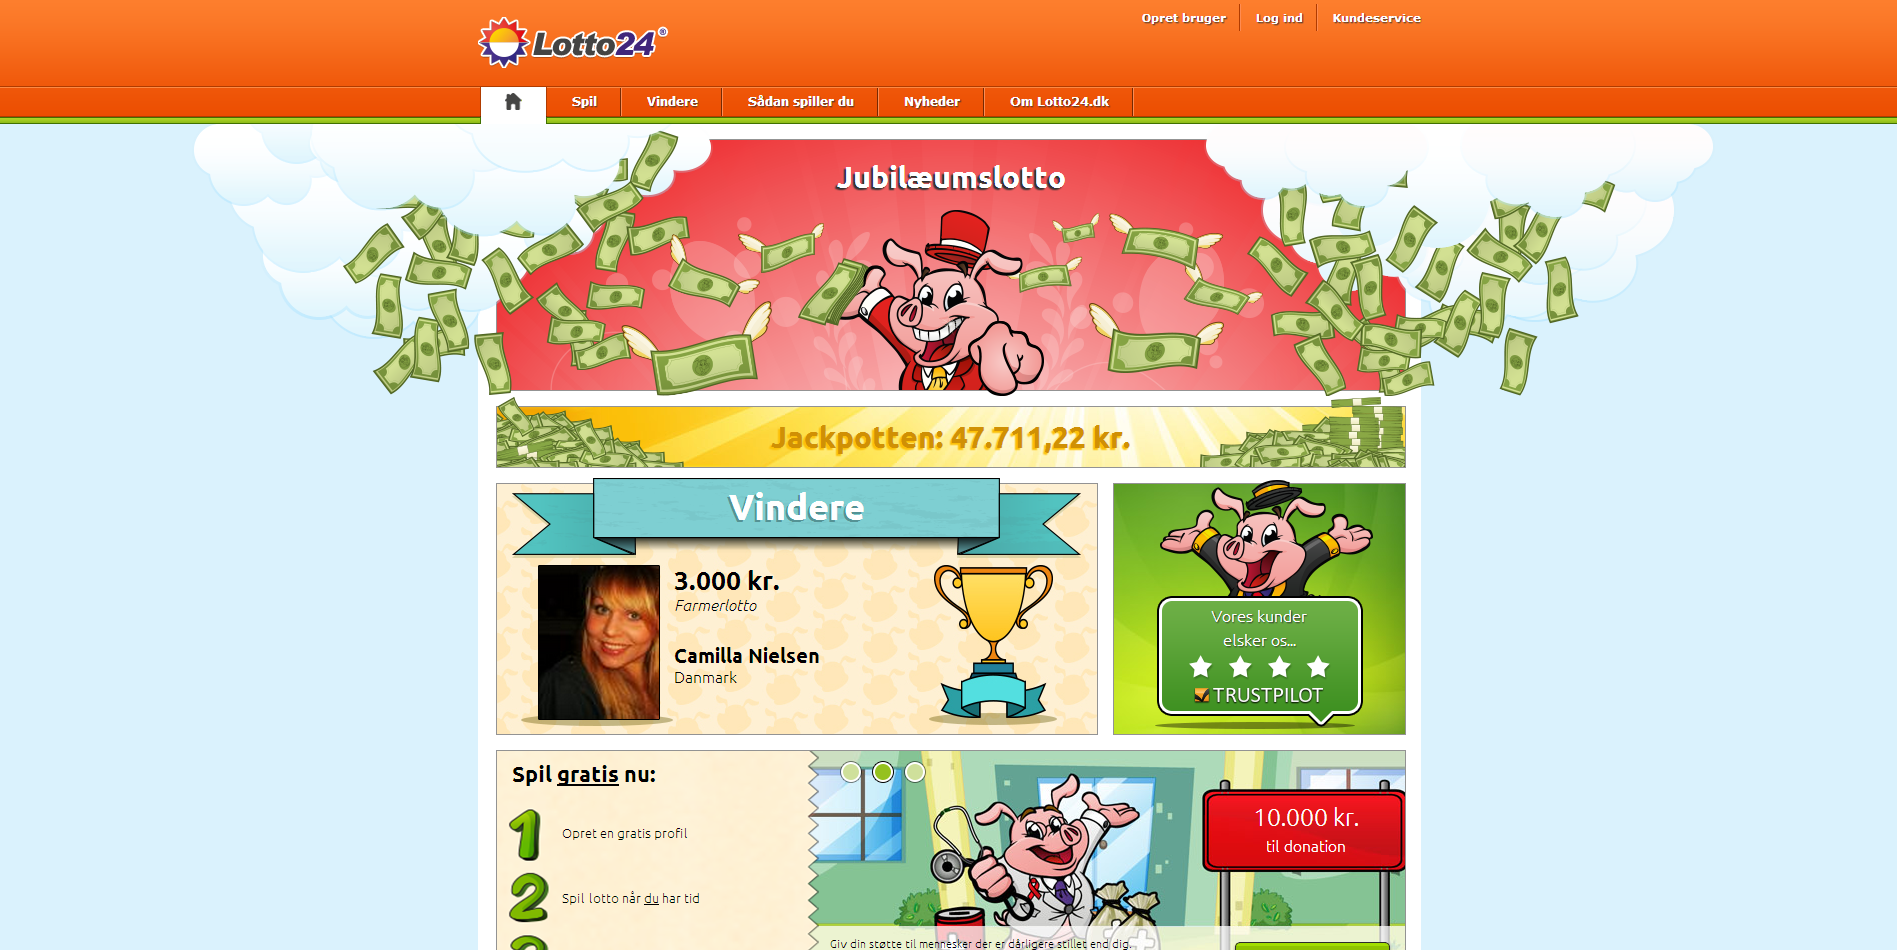 Opret bruger
Log ind
Kundeservice
Lotto24®
Spil
Vindere
Sådan spiller du
Nyheder
Om Lotto24.dk
Jubilæumslotto
Jackpotten: 47.711,22 kr.
Vindere
3.000 kr.
Farmerlotto
Camilla Nielsen
Danmark
Vores kunder
elsker os...
TRUSTPILOT
Spil gratis nu:
1
Opret en gratis profil
2
Spil lotto når du har tid
10.000 kr.
til donation
Giv din støtte til mennesker der er dårligere stillet end dig.